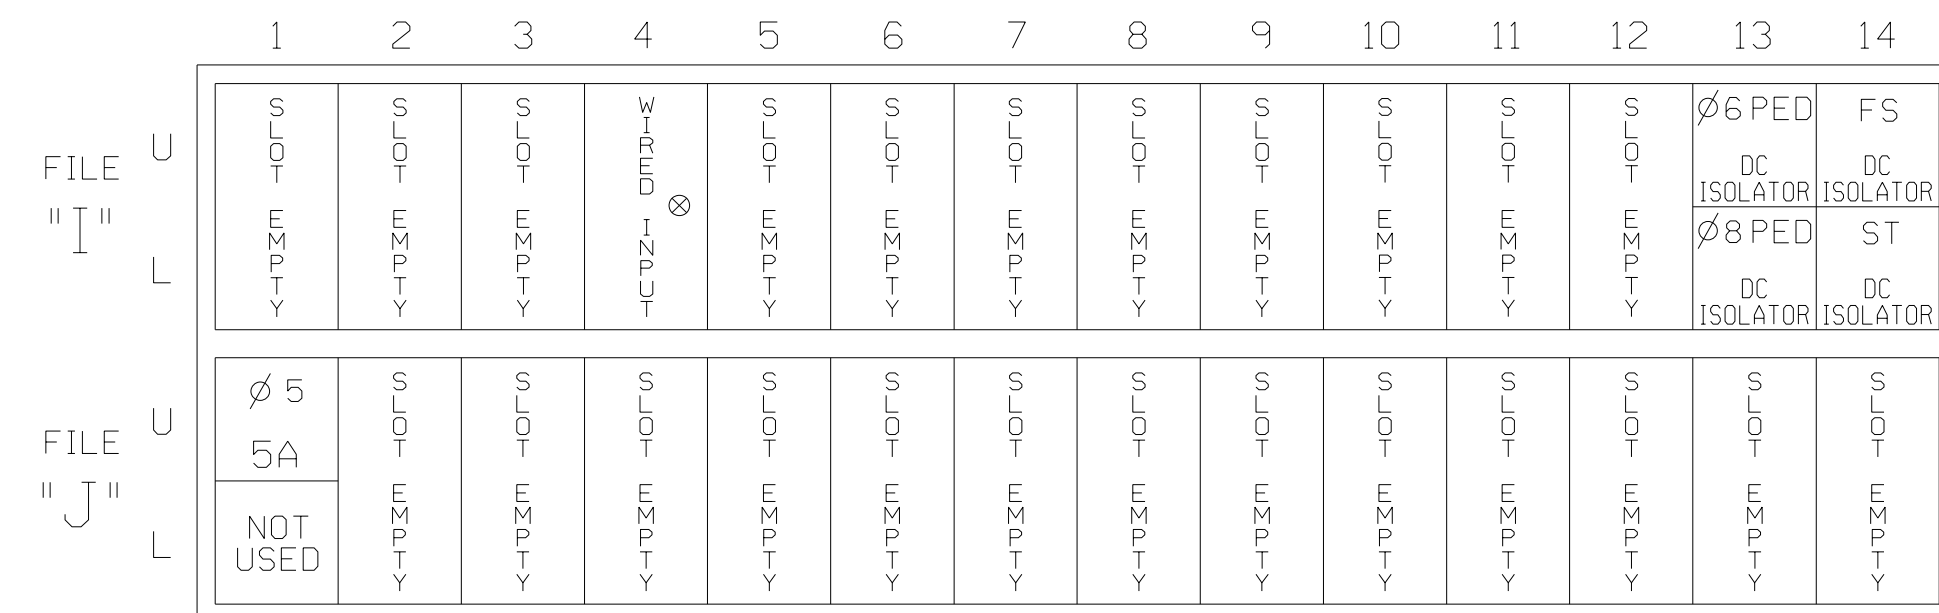 1 2 3 4 5 6 7 8 9 10 11 12 13 14
FILE "I"
U
L
SLOT EMPTY
SLOT EMPTY
SLOT EMPTY
WIRED INPUT
SLOT EMPTY
SLOT EMPTY
SLOT EMPTY
SLOT EMPTY
SLOT EMPTY
SLOT EMPTY
SLOT EMPTY
SLOT EMPTY
Ø6 PED
DC
ISOLATOR
Ø8 PED
DC
ISOLATOR
FS
DC
ISOLATOR
ST
DC
ISOLATOR
FILE "J"
U
L
Ø 5
5A
NOT
USED
SLOT EMPTY
SLOT EMPTY
SLOT EMPTY
SLOT EMPTY
SLOT EMPTY
SLOT EMPTY
SLOT EMPTY
SLOT EMPTY
SLOT EMPTY
SLOT EMPTY
SLOT EMPTY
SLOT EMPTY
SLOT EMPTY